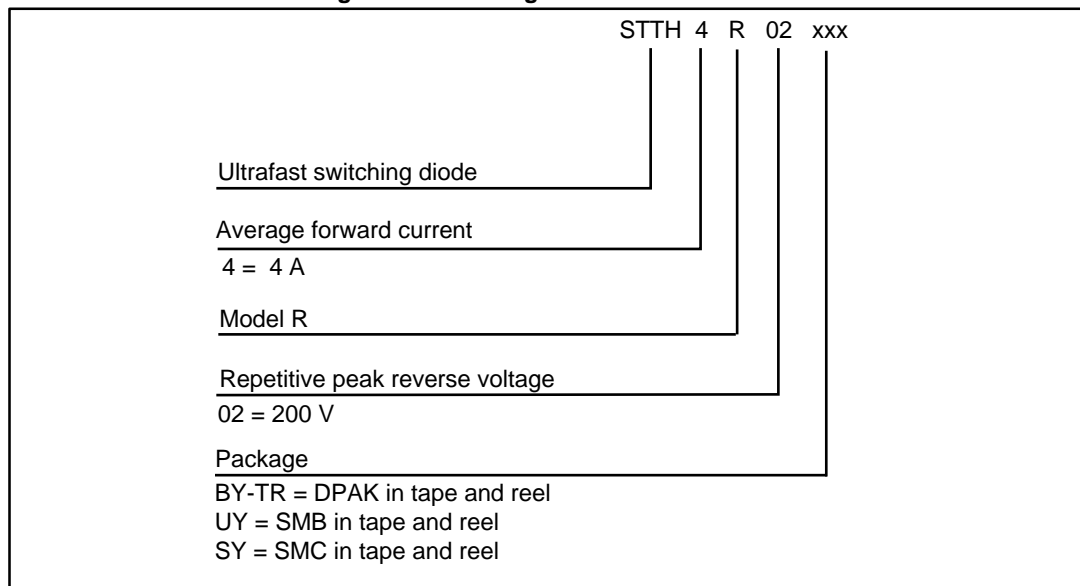 STTH 4 R 02 xxx
Ultrafast switching diode
Average forward current
4 = 4 A
Model R
Repetitive peak reverse voltage
02 = 200 V
Package
BY-TR = DPAK in tape and reel
UY = SMB in tape and reel
SY = SMC in tape and reel